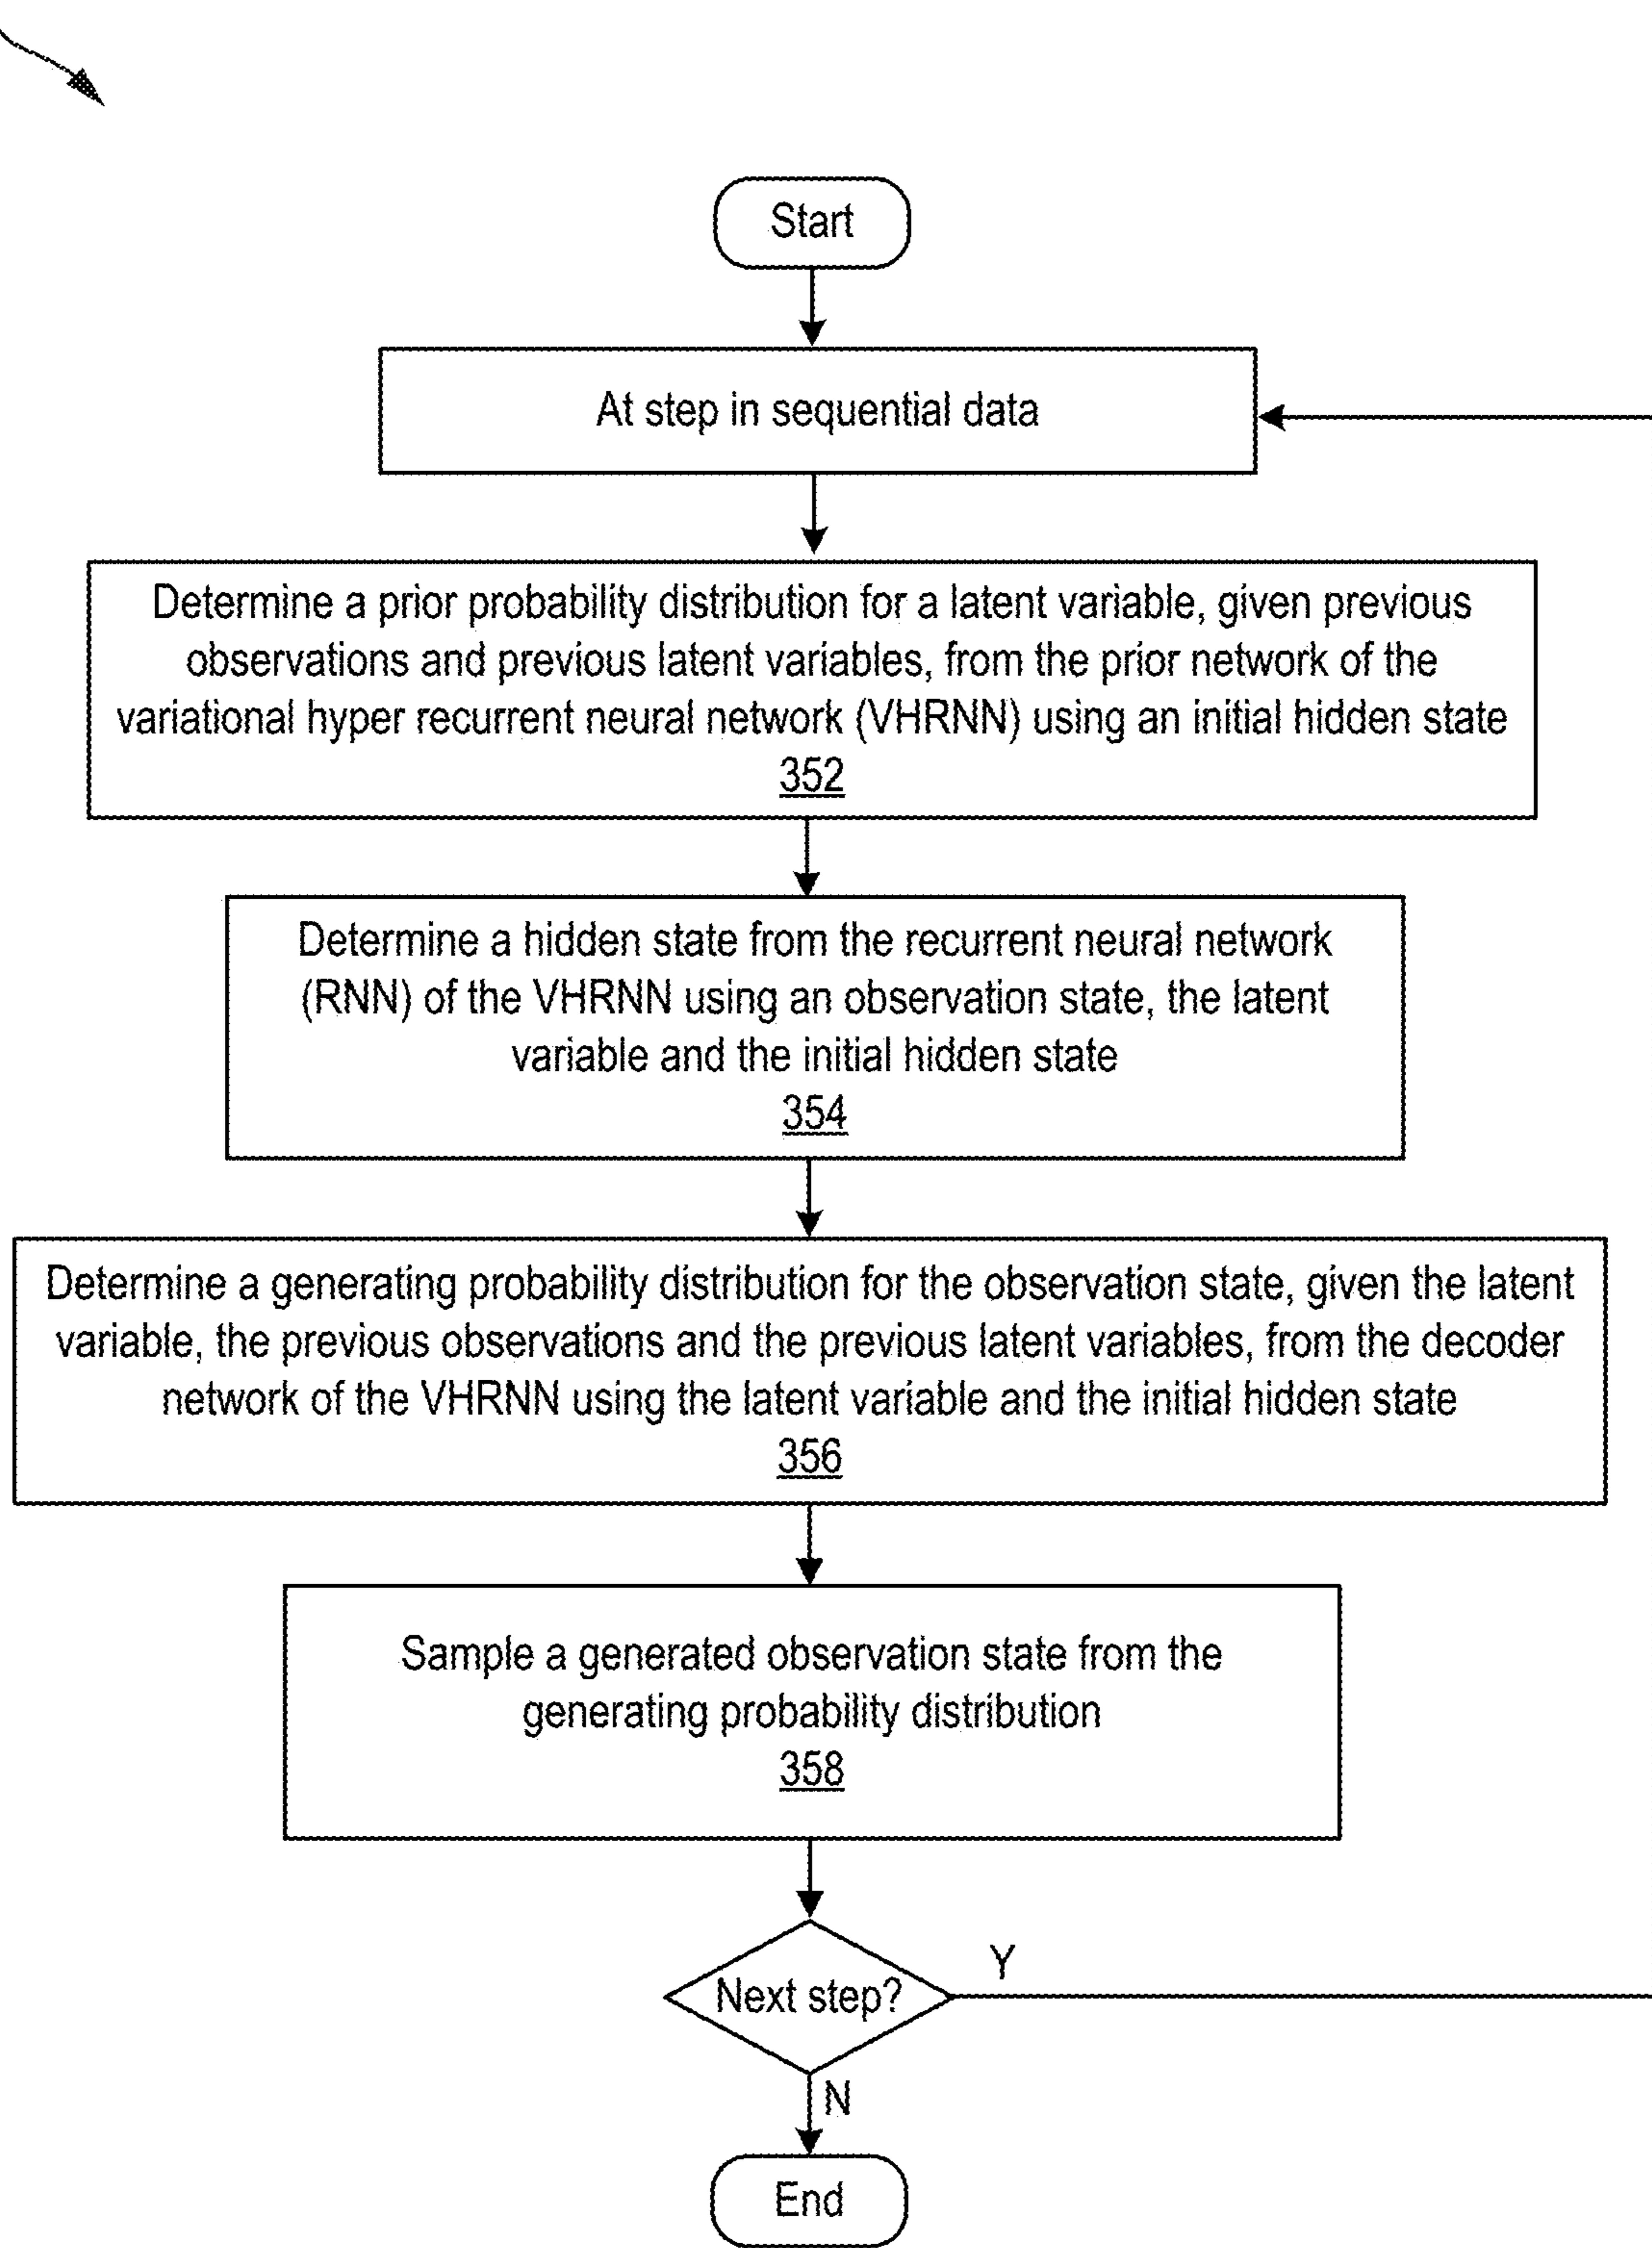 Start
At step in sequential data
Determine a prior probability distribution for a latent variable, given previous
observations and previous latent variables, from the prior network of the
variational hyper recurrent neural network (VHRNN) using an initial hidden state
352
Determine a hidden state from the recurrent neural network
(RNN) of the VHRNN using an observation state, the latent
variable and the initial hidden state
354
Determine a generating probability distribution for the observation state, given the latent
variable, the previous observations and the previous latent variables, from the decoder
network of the VHRNN using the latent variable and the initial hidden state
356
Sample a generated observation state from the
generating probability distribution
358
Y
Next step?
N
End